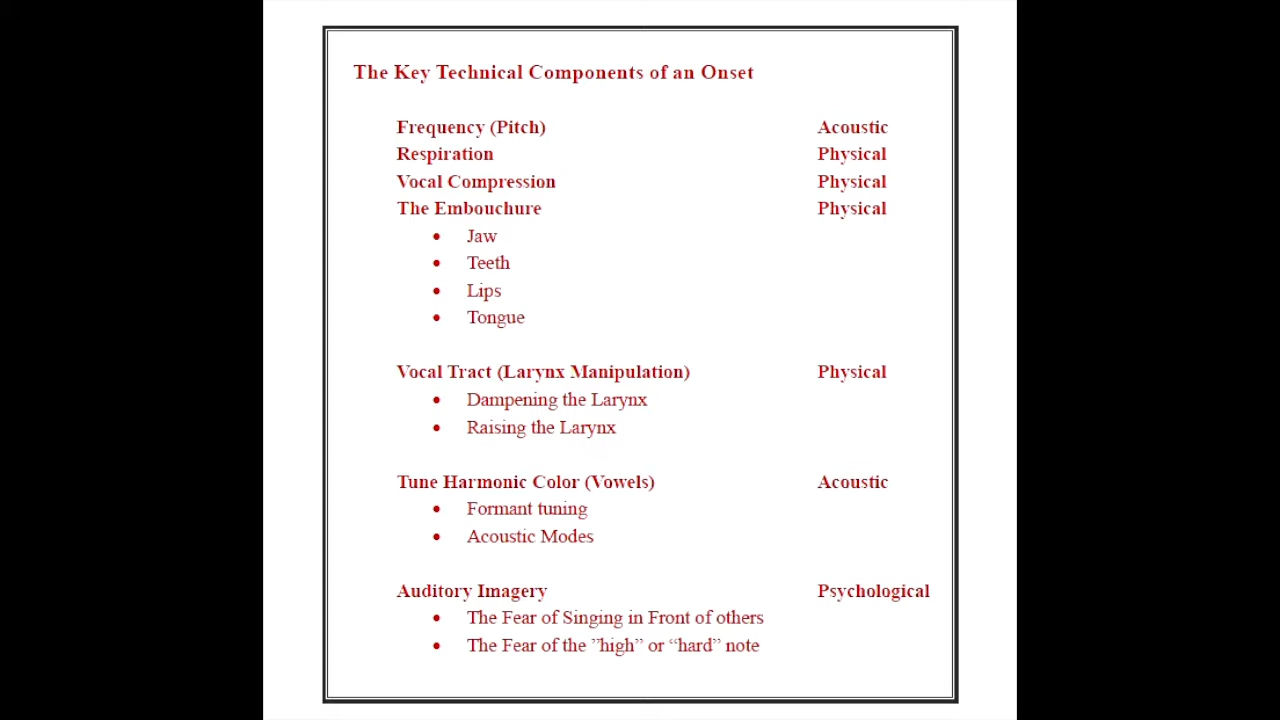 The Key Technical Components of an Onset
Frequency (Pitch) Acoustic
Respiration Physical
Vocal Compression Physical
The Embouchure Physical
• Jaw
• Teeth
• Lips
• Tongue
Vocal Tract (Larynx Manipulation) Physical
• Dampening the Larynx
• Raising the Larynx
Tune Harmonic Color (Vowels) Acoustic
• Formant tuning
• Acoustic Modes
Auditory Imagery Psychological
• The Fear of Singing in Front of others
• The Fear of the ”high” or “hard” note